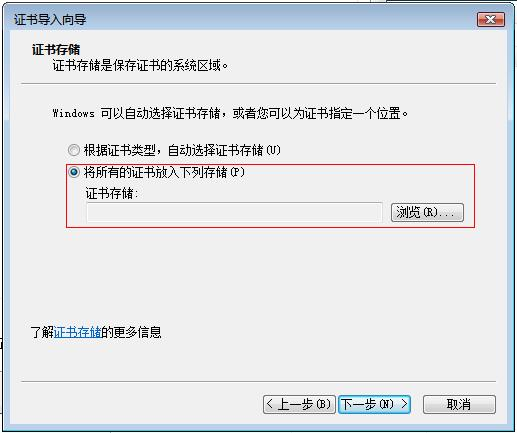 证书导入向导
证书存储
证书存储是保存证书的系统区域。
Windows 可以自动选择证书存储，或者您可以为证书指定一个位置。
根据证书类型，自动选择证书存储(U)
将所有的证书放入下列存储(P)
证书存储:
浏览(R)...
了解证书存储的更多信息
< 上一步(B) 下一步(N) > 取消